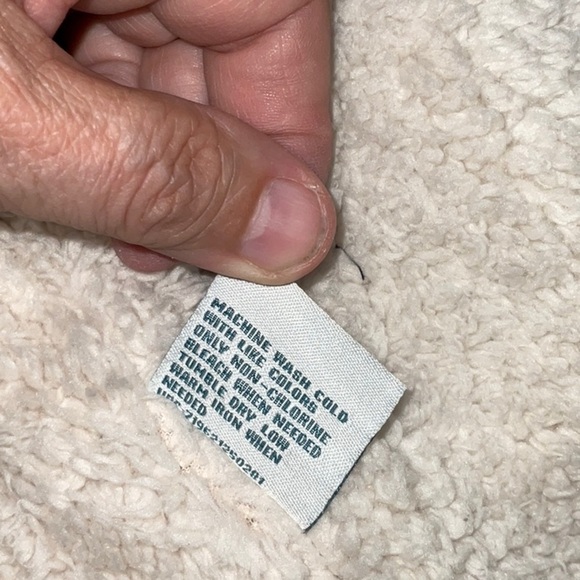 MACHINE WASH COLD
WITH LIKE COLORS
ONLY NON-CHLORINE
BLEACH WHEN NEEDED
TUMBLE DRY LOW
WARM IRON WHEN
NEEDED